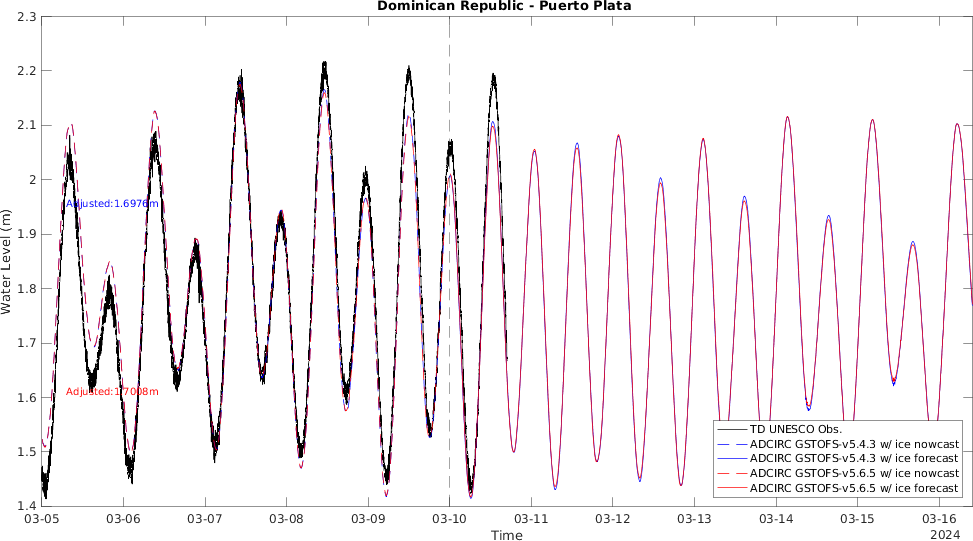 Dominican Republic - Puerto Plata
Water Level (m)
2.3
2.2
2.1
2
1.9
1.8
1.7
1.6
1.5
1.4
Adjusted:1.6976m
Adjusted:1.7008m
TD UNESCO Obs.
ADCIRC GSTOFS-v5.4.3 w/ ice nowcast
ADCIRC GSTOFS-v5.4.3 w/ ice forecast
ADCIRC GSTOFS-v5.6.5 w/ ice nowcast
ADCIRC GSTOFS-v5.6.5 w/ ice forecast
03-05 03-06 03-07 03-08 03-09 03-10 03-11 03-12 03-13 03-14 03-15 03-16
Time
2024